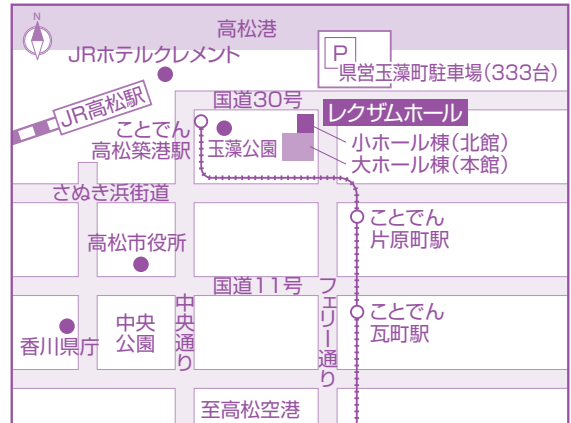 N
高松港
JRホテルクレメント
P
県営玉藻町駐車場(333台)
JR高松駅
国道30号
レクザムホール
ことでん
高松築港駅
玉藻公園
小ホール棟(北館)
大ホール棟(本館)
さぬき浜街道
ことでん
片原町駅
高松市役所
国道11号
中央通り
フェリー通り
ことでん
瓦町駅
香川県庁
中央
公園
至高松空港